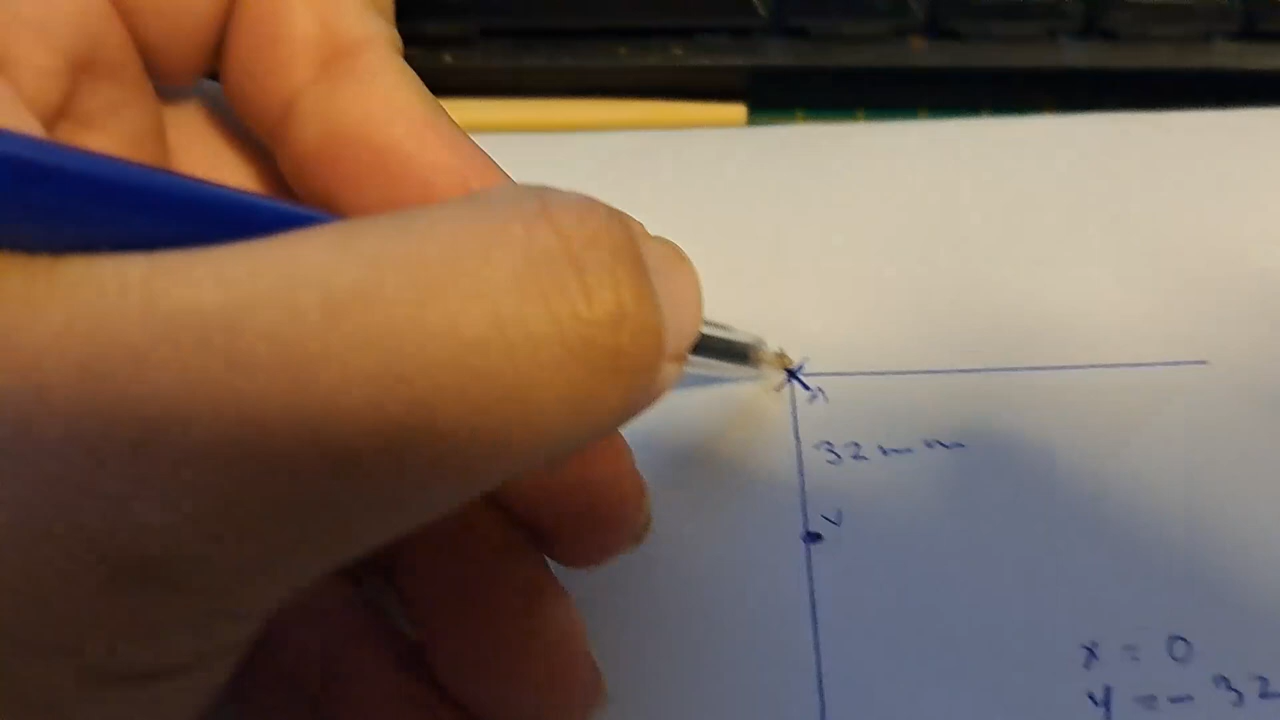 32mm
V
x = 0
y = - 32